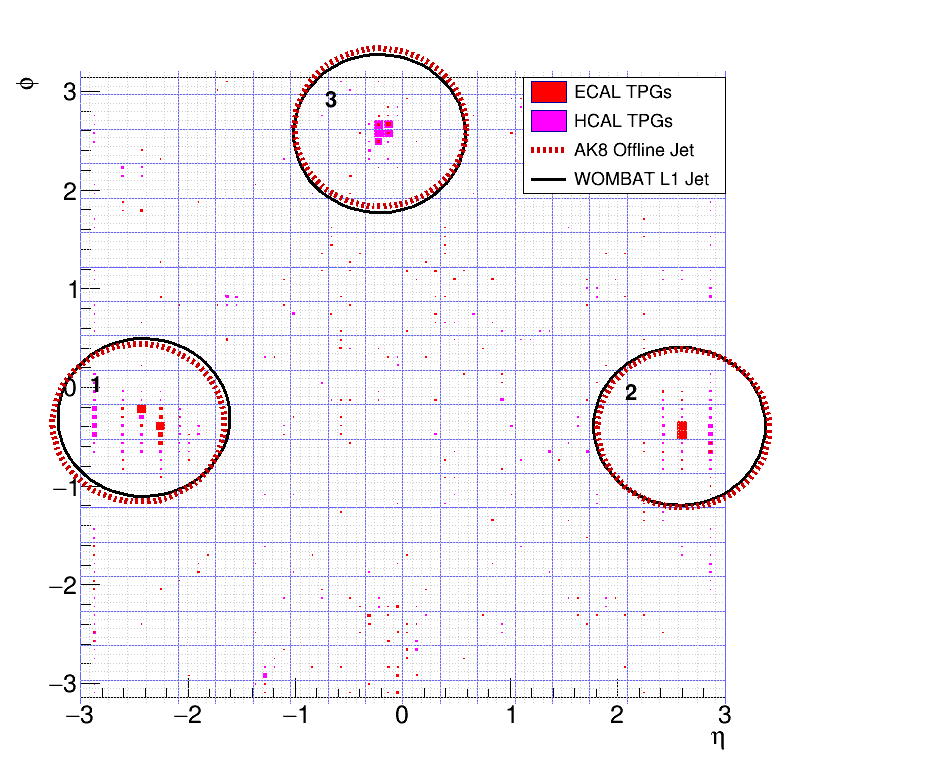 ϕ
3
2
1
0
−1
−2
−3
3
1
2
ECAL TPGs
HCAL TPGs
AK8 Offline Jet
WOMBAT L1 Jet
−3 −2 −1 0 1 2 3
η